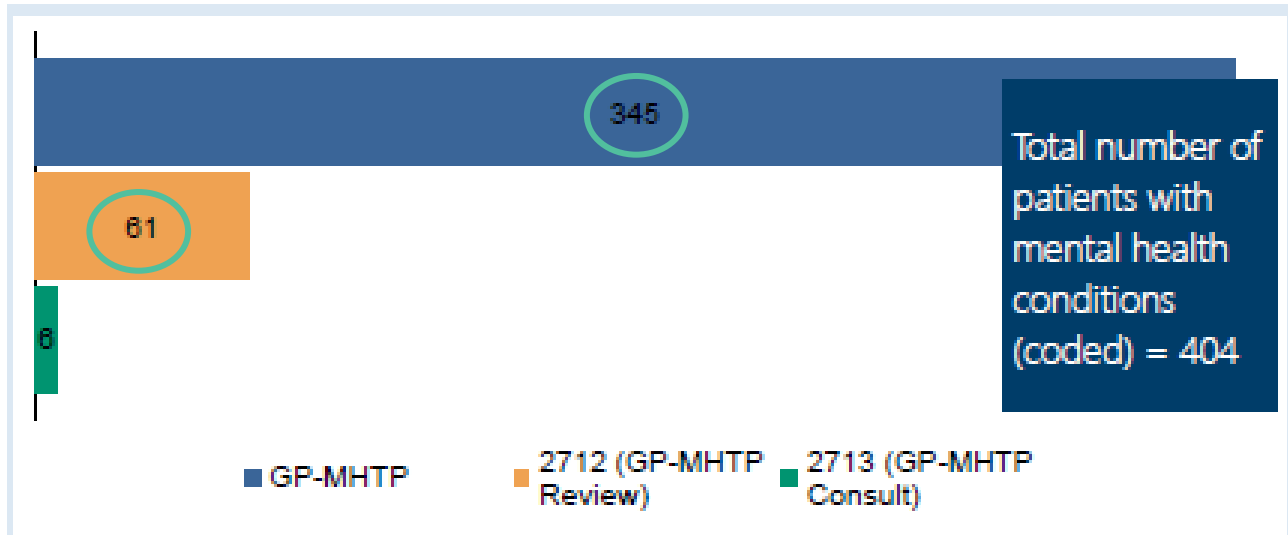 345
61
6
Total number of
patients with
mental health
conditions
(coded) = 404
GP-MHTP
2712 (GP-MHTP
Review)
2713 (GP-MHTP
Consult)